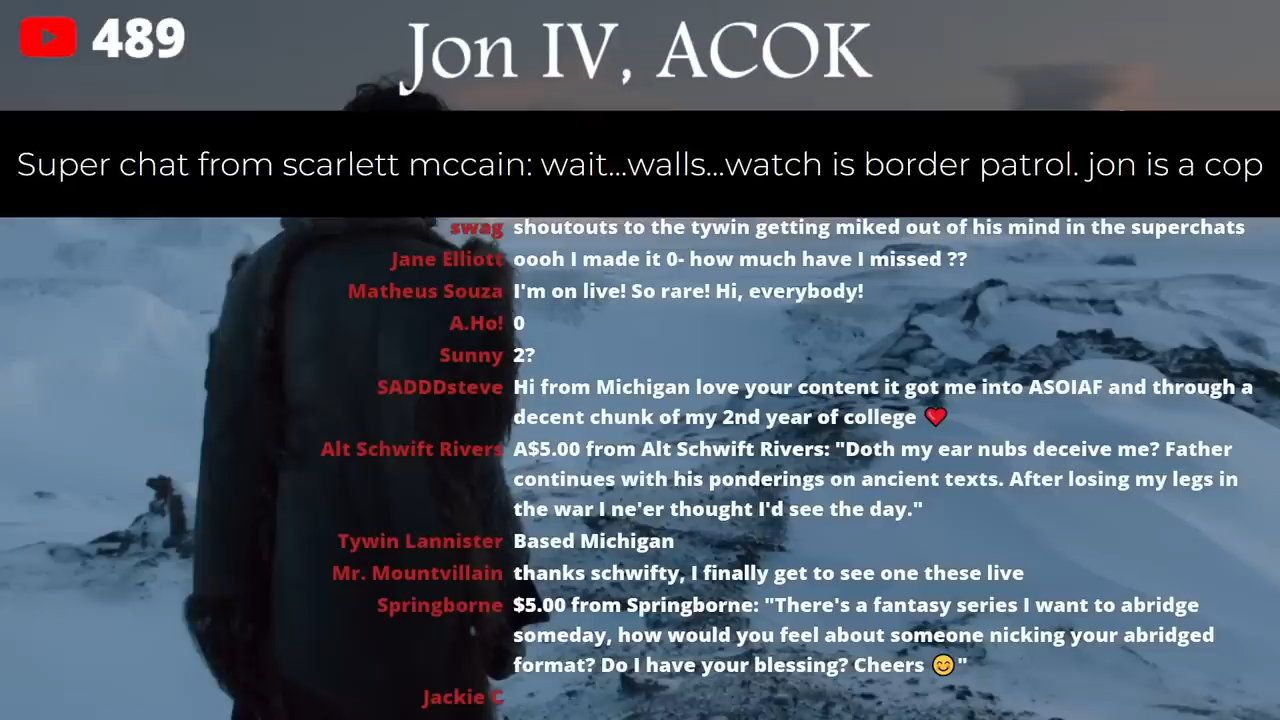 489
Jon IV, ACOK
Super chat from scarlett mccain: wait...walls...watch is border patrol. jon is a cop
swag shoutouts to the tywin getting miked out of his mind in the superchats
Jane Elliott oooh I made it 0- how much have I missed ??
Matheus Souza I'm on live! So rare! Hi, everybody!
A.Ho! 0
Sunny 2?
SADDDsteve Hi from Michigan love your content it got me into ASOIAF and through a
decent chunk of my 2nd year of college ❤️
Alt Schwift Rivers A$5.00 from Alt Schwift Rivers: "Doth my ear nubs deceive me? Father
continues with his ponderings on ancient texts. After losing my legs in
the war I ne'er thought I'd see the day."
Tywin Lannister Based Michigan
Mr. Mountvillain thanks schwifty, I finally get to see one these live
Springborne $5.00 from Springborne: "There's a fantasy series I want to abridge
someday, how would you feel about someone nicking your abridged
format? Do I have your blessing? Cheers 😊"
Jackie C